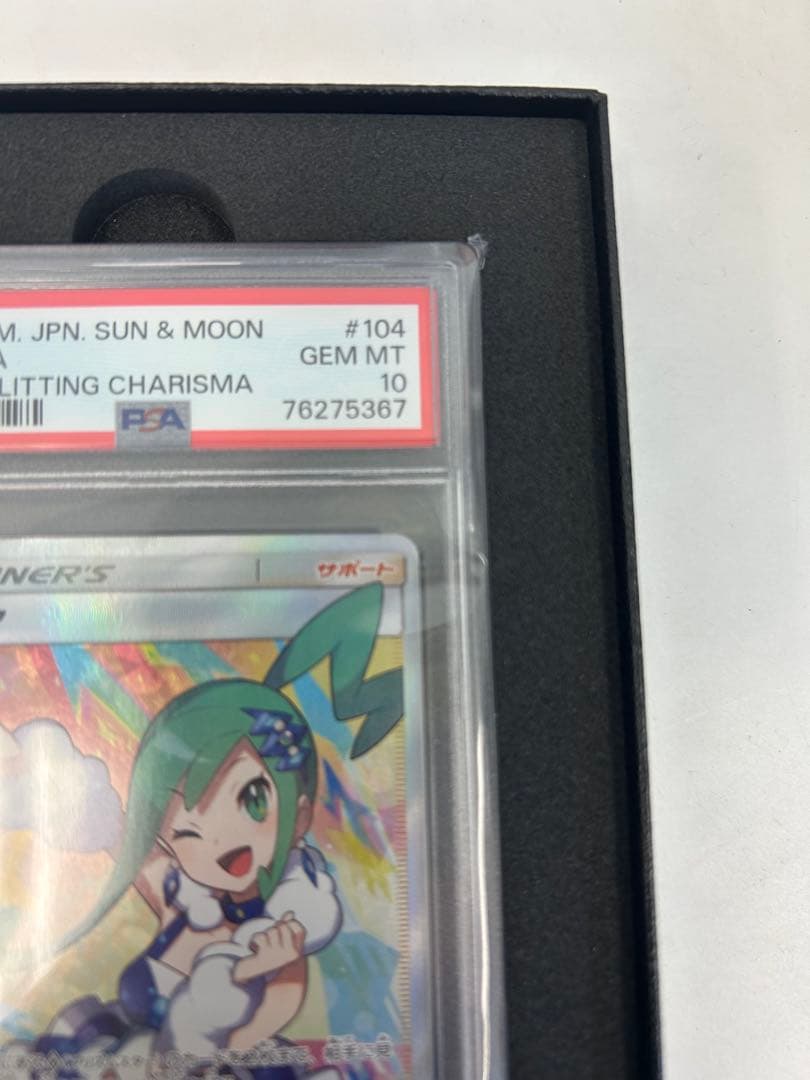 M. JPN. SUN & MOON #104
A GEM MT
LITTING CHARISMA 10
PSA 76275367
NER'S サポート